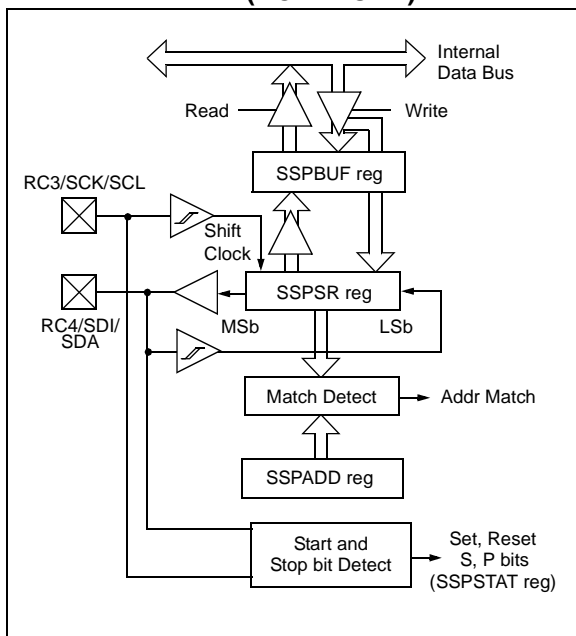 Internal
Data Bus
Read
Write
SSPBUF reg
RC3/SCK/SCL
Shift
Clock
SSPSR reg
MSb
LSb
RC4/SDI/
SDA
Match Detect
Addr Match
SSPADD reg
Start and
Stop bit Detect
Set, Reset
S, P bits
(SSPSTAT reg)